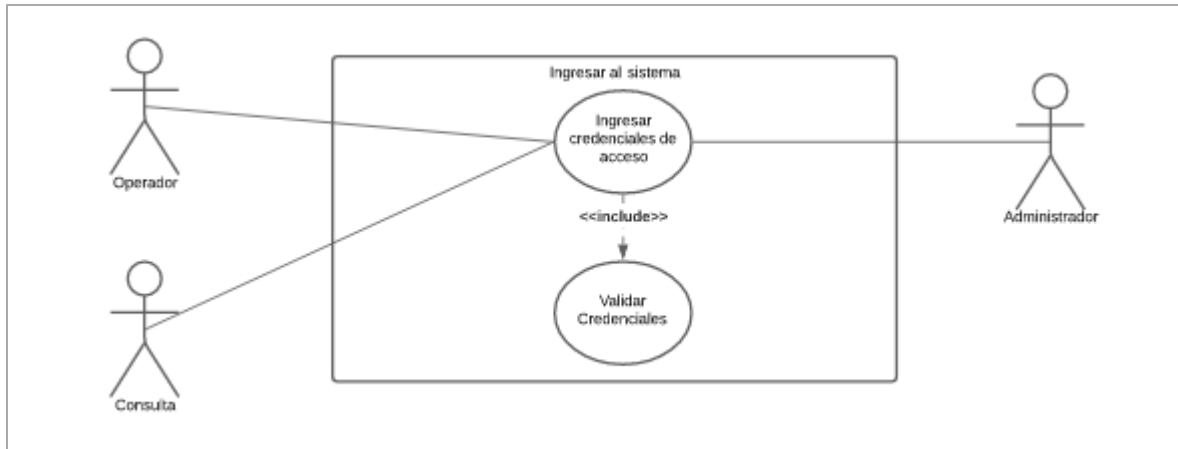 Ingresar al sistema
Ingresar
credenciales de
acceso
Operador
Administrador
<<include>>
Validar
Credenciales
Consulta